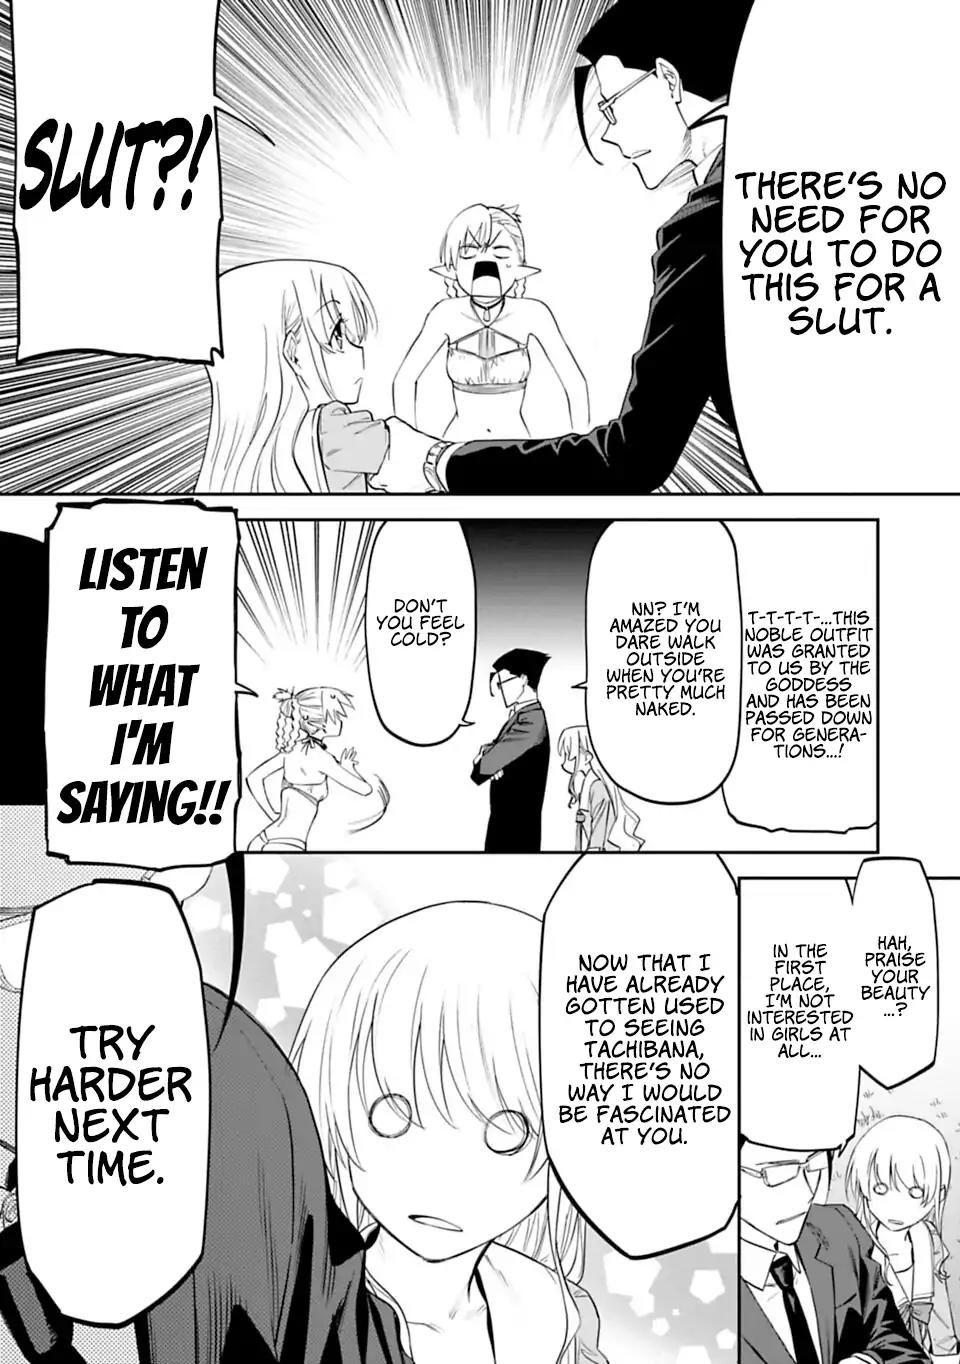 THERE'S NO
NEED FOR
YOU TO DO
THIS FOR A
SLUT.
SLUT?!
T-T-T-T-...THIS
NOBLE OUTFIT
WAS GRANTED
TO US BY THE
GODDESS
AND HAS BEEN
PASSED DOWN
FOR GENERA-
TIONS...!
NN? I'M
AMAZED YOU
DARE WALK
OUTSIDE
WHEN YOU'RE
PRETTY MUCH
NAKED.
DON'T
YOU FEEL
COLD?
LISTEN
TO
WHAT
I'M
SAYING!!
HAH,
PRAISE
YOUR
BEAUTY
...?
IN THE
FIRST
PLACE,
I'M NOT
INTERESTED
IN GIRLS AT
ALL...
NOW THAT I
HAVE ALREADY
GOTTEN USED
TO SEEING
TACHIBANA,
THERE'S NO
WAY I WOULD
BE FASCINATED
AT YOU.
TRY
HARDER
NEXT
TIME.